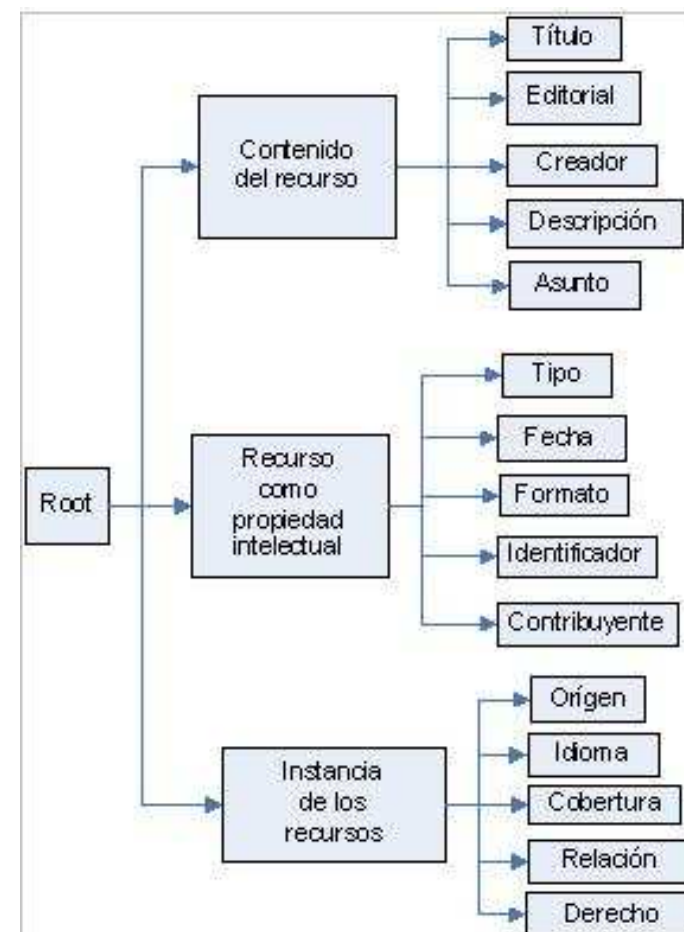 Root
Contenido
del recurso
Título
Editorial
Creador
Descripción
Asunto
Recurso
como
propiedad
intelectual
Tipo
Fecha
Formato
Identificador
Contribuyente
Instancia
de los
recursos
Orígen
Idioma
Cobertura
Relación
Derecho